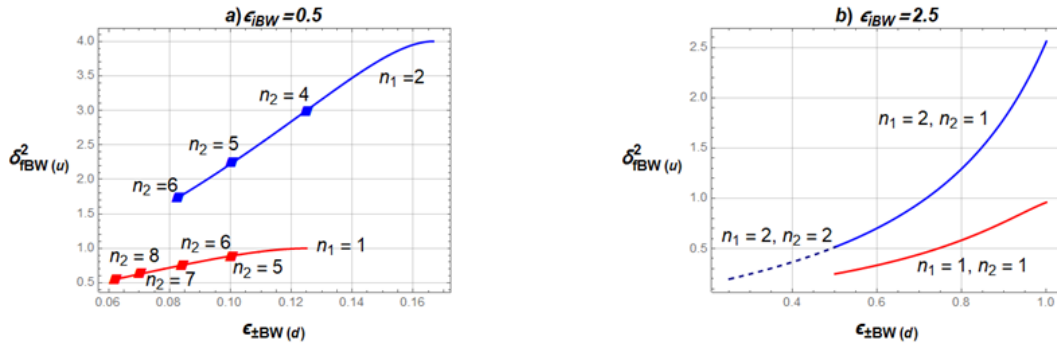 a) ϵiBW=0.5
δ²fBW (u)
4.0
3.5
3.0
2.5
2.0
1.5
1.0
0.5
n1=2
n2 = 4
n2 = 5
n2 = 6
n2 = 8
n2 = 6
n1=1
n2 = 7
n2 = 5
0.06 0.08 0.10 0.12 0.14 0.16
ϵ±BW (d)
b) ϵiBW=2.5
δ²fBW (u)
2.5
2.0
1.5
1.0
0.5
n1 = 2, n2 = 1
n1 = 2, n2 = 2
n1 = 1, n2 = 1
0.4 0.6 0.8 1.0
ϵ±BW (d)